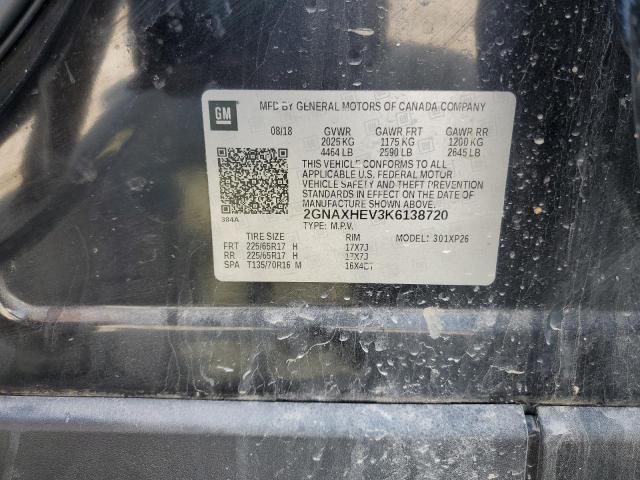 GM
MFD BY GENERAL MOTORS OF CANADA COMPANY
08/18 GVWR GAWR FRT GAWR RR
2025 KG 1175 KG 1200 KG
4464 LB 2590 LB 2645 LB
THIS VEHICLE CONFORMS TO ALL
APPLICABLE U.S. FEDERAL MOTOR
VEHICLE SAFETY AND THEFT PREVENTION
STANDARDS IN EFFECT ON THE DATE OF
MANUFACTURE SHOWN ABOVE.
384A 2GNAXHEV3K6138720
TYPE: M.P.V.
TIRE SIZE RIM MODEL: 301XP26
FRT 225/65R17 H 17X7J
RR 225/65R17 H 17X7J
SPA T135/70R16 M 16X4BT